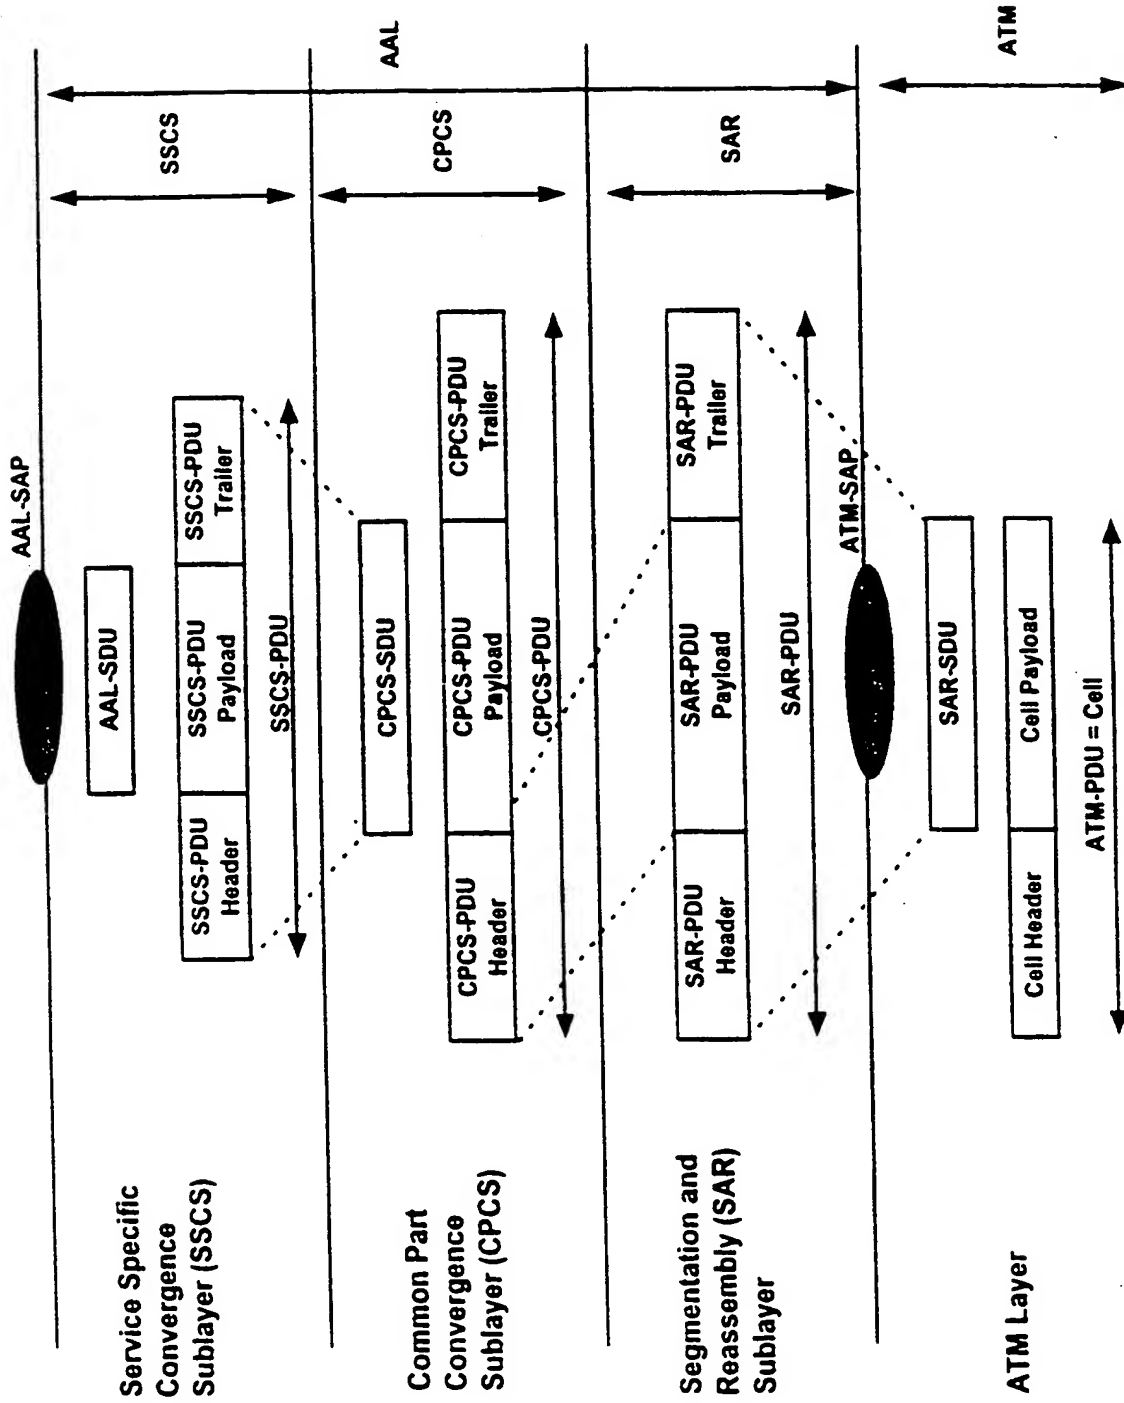 AAL-SAP
Service Specific
Convergence
Sublayer (SSCS)
AAL-SDU
SSCS-PDU
Header
SSCS-PDU
Payload
SSCS-PDU
Trailer
SSCS-PDU
SSCS
AAL
Common Part
Convergence
Sublayer (CPCS)
CPCS-SDU
CPCS-PDU
Header
CPCS-PDU
Payload
CPCS-PDU
Trailer
CPCS-PDU
CPCS
Segmentation and
Reassembly (SAR)
Sublayer
SAR-PDU
Header
SAR-PDU
Payload
SAR-PDU
Trailer
SAR-PDU
SAR
ATM-SAP
ATM Layer
SAR-SDU
Cell Header
Cell Payload
ATM-PDU = Cell
ATM